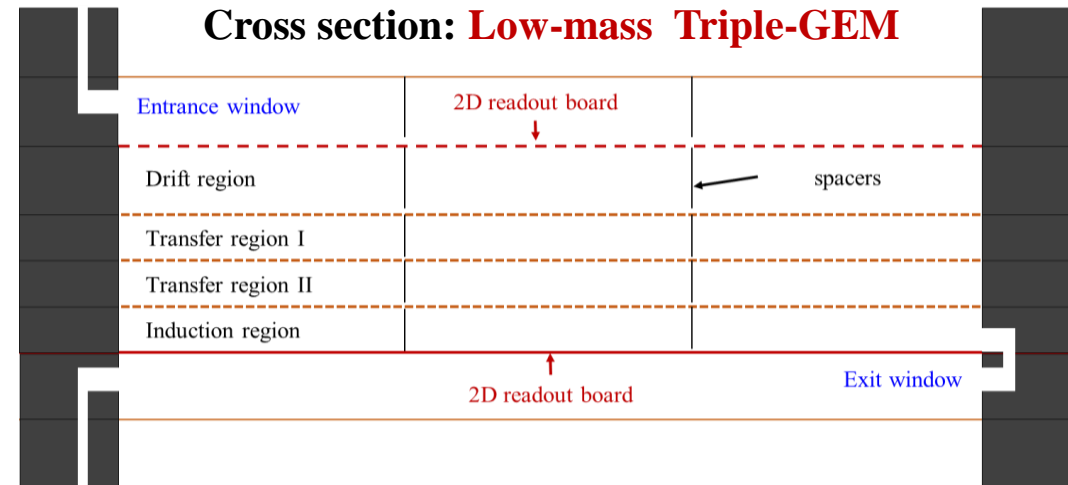 Cross section: Low-mass Triple-GEM
Entrance window
2D readout board
Drift region
spacers
Transfer region I
Transfer region II
Induction region
Exit window
2D readout board